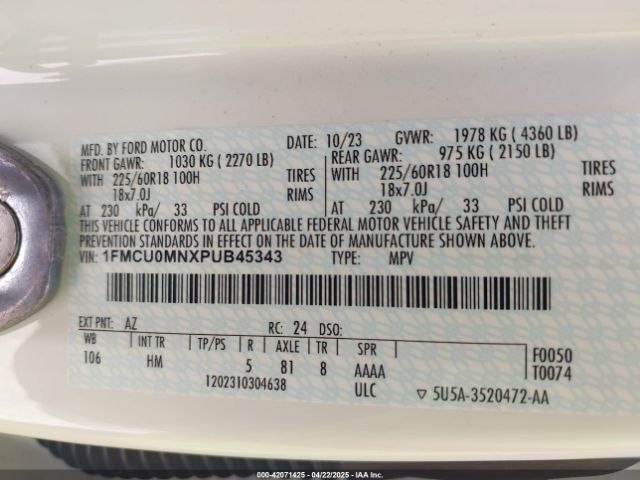 MFD. BY FORD MOTOR CO. DATE: 10/23 GVWR: 1978 KG ( 4360 LB)
FRONT GAWR: 1030 KG ( 2270 LB) REAR GAWR: 975 KG ( 2150 LB)
WITH 225/60R18 100H TIRES WITH 225/60R18 100H TIRES
18x7.0J RIMS 18x7.0J RIMS
AT 230 kPa/ 33 PSI COLD AT 230 kPa/ 33 PSI COLD
THIS VEHICLE CONFORMS TO ALL APPLICABLE FEDERAL MOTOR VEHICLE SAFETY AND THEFT
PREVENTION STANDARDS IN EFFECT ON THE DATE OF MANUFACTURE SHOWN ABOVE.
VIN: 1FMCU0MNXPUB45343 TYPE: MPV
EXT PNT: AZ RC: 24 DSO:
WB INT TR TP/PS R AXLE TR SPR
106 HM 5 81 8 AAAA
F0050
T0074
1202310304638 ULC ▽ 5U5A-3520472-AA
000-42071425 - 04/22/2025 - IAA Inc.